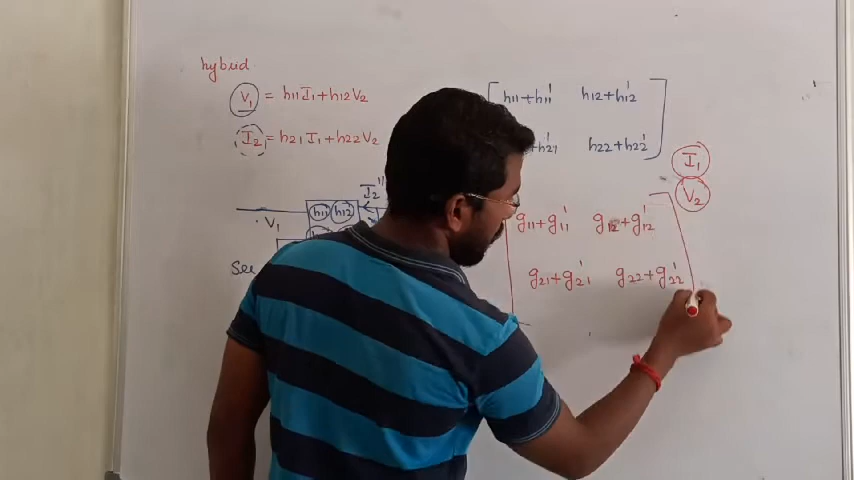 hybrid
V₁ = h₁₁I₁+h₁₂V₂
I₂ = h₂₁I₁+h₂₂V₂
h₁₁+h₁₁' h₁₂+h₁₂'
+h₂₁' h₂₂+h₂₂'
I₁
V₂
I₂"
h₁₁ h₁₂
V₁
g₁₁+g₁₁' g₁₂+g₁₂'
g₂₁+g₂₁' g₂₂+g₂₂'